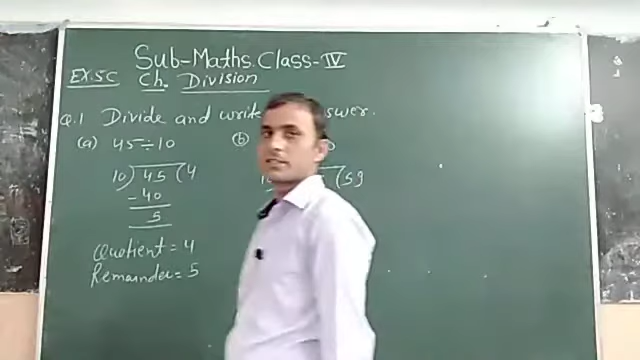 Sub-Maths. Class-IV
EX:5C Ch. Division
Q.1 Divide and write answer.
(a) 45÷10 (b)
10) 45 (4 (59
-40
5
Quotient = 4
Remainder = 5